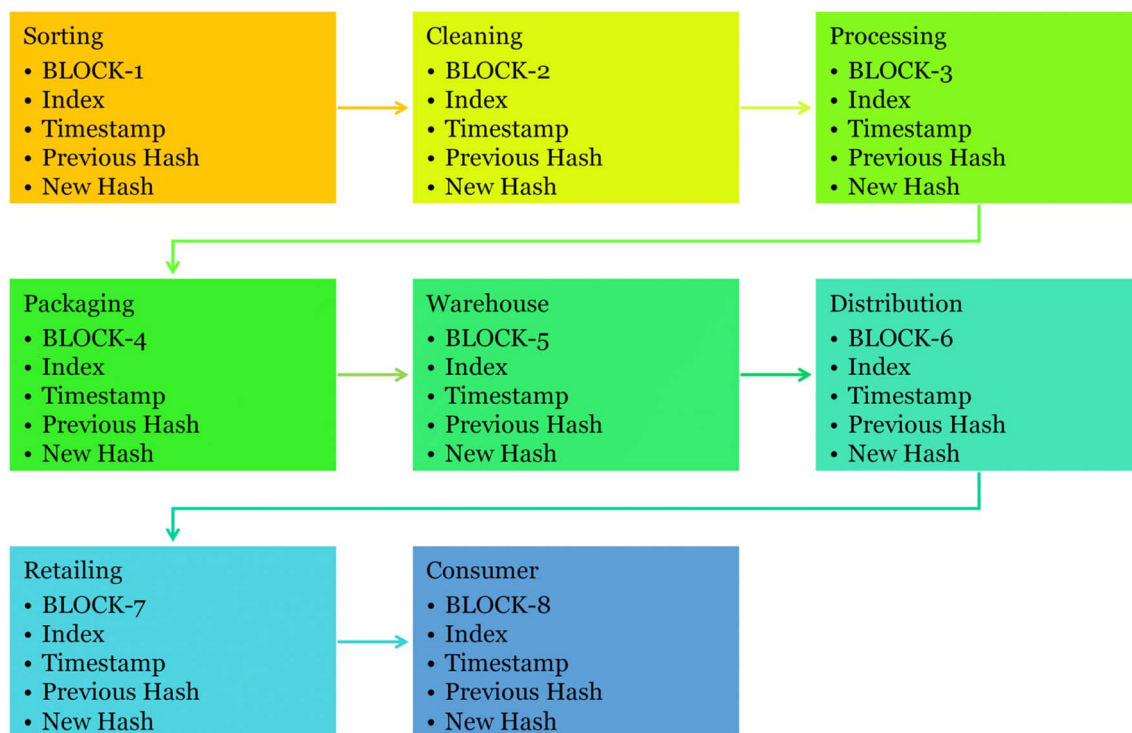 Sorting
• BLOCK-1
• Index
• Timestamp
• Previous Hash
• New Hash
Cleaning
• BLOCK-2
• Index
• Timestamp
• Previous Hash
• New Hash
Processing
• BLOCK-3
• Index
• Timestamp
• Previous Hash
• New Hash
Packaging
• BLOCK-4
• Index
• Timestamp
• Previous Hash
• New Hash
Warehouse
• BLOCK-5
• Index
• Timestamp
• Previous Hash
• New Hash
Distribution
• BLOCK-6
• Index
• Timestamp
• Previous Hash
• New Hash
Retailing
• BLOCK-7
• Index
• Timestamp
• Previous Hash
• New Hash
Consumer
• BLOCK-8
• Index
• Timestamp
• Previous Hash
• New Hash